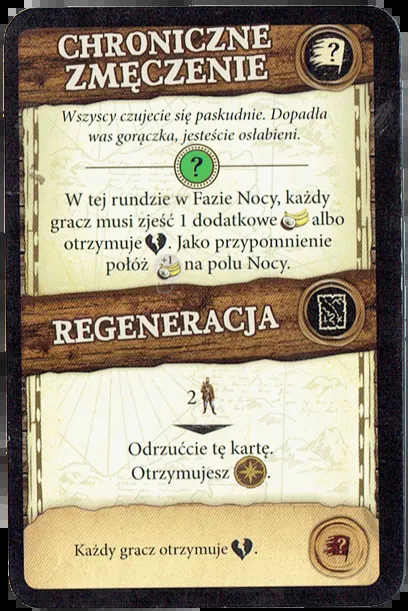 CHRONICZNE
ZMĘCZENIE
?
Wszyscy czujecie się paskudnie. Dopadła
was gorączka, jesteście osłabieni.
?
W tej rundzie w Fazie Nocy, każdy
gracz musi zjeść 1 dodatkowe albo
otrzymuje . Jako przypomnienie
połóż +1 na polu Nocy.
REGENERACJA
2
Odrzućcie tę kartę.
Otrzymujesz .
Każdy gracz otrzymuje .
?